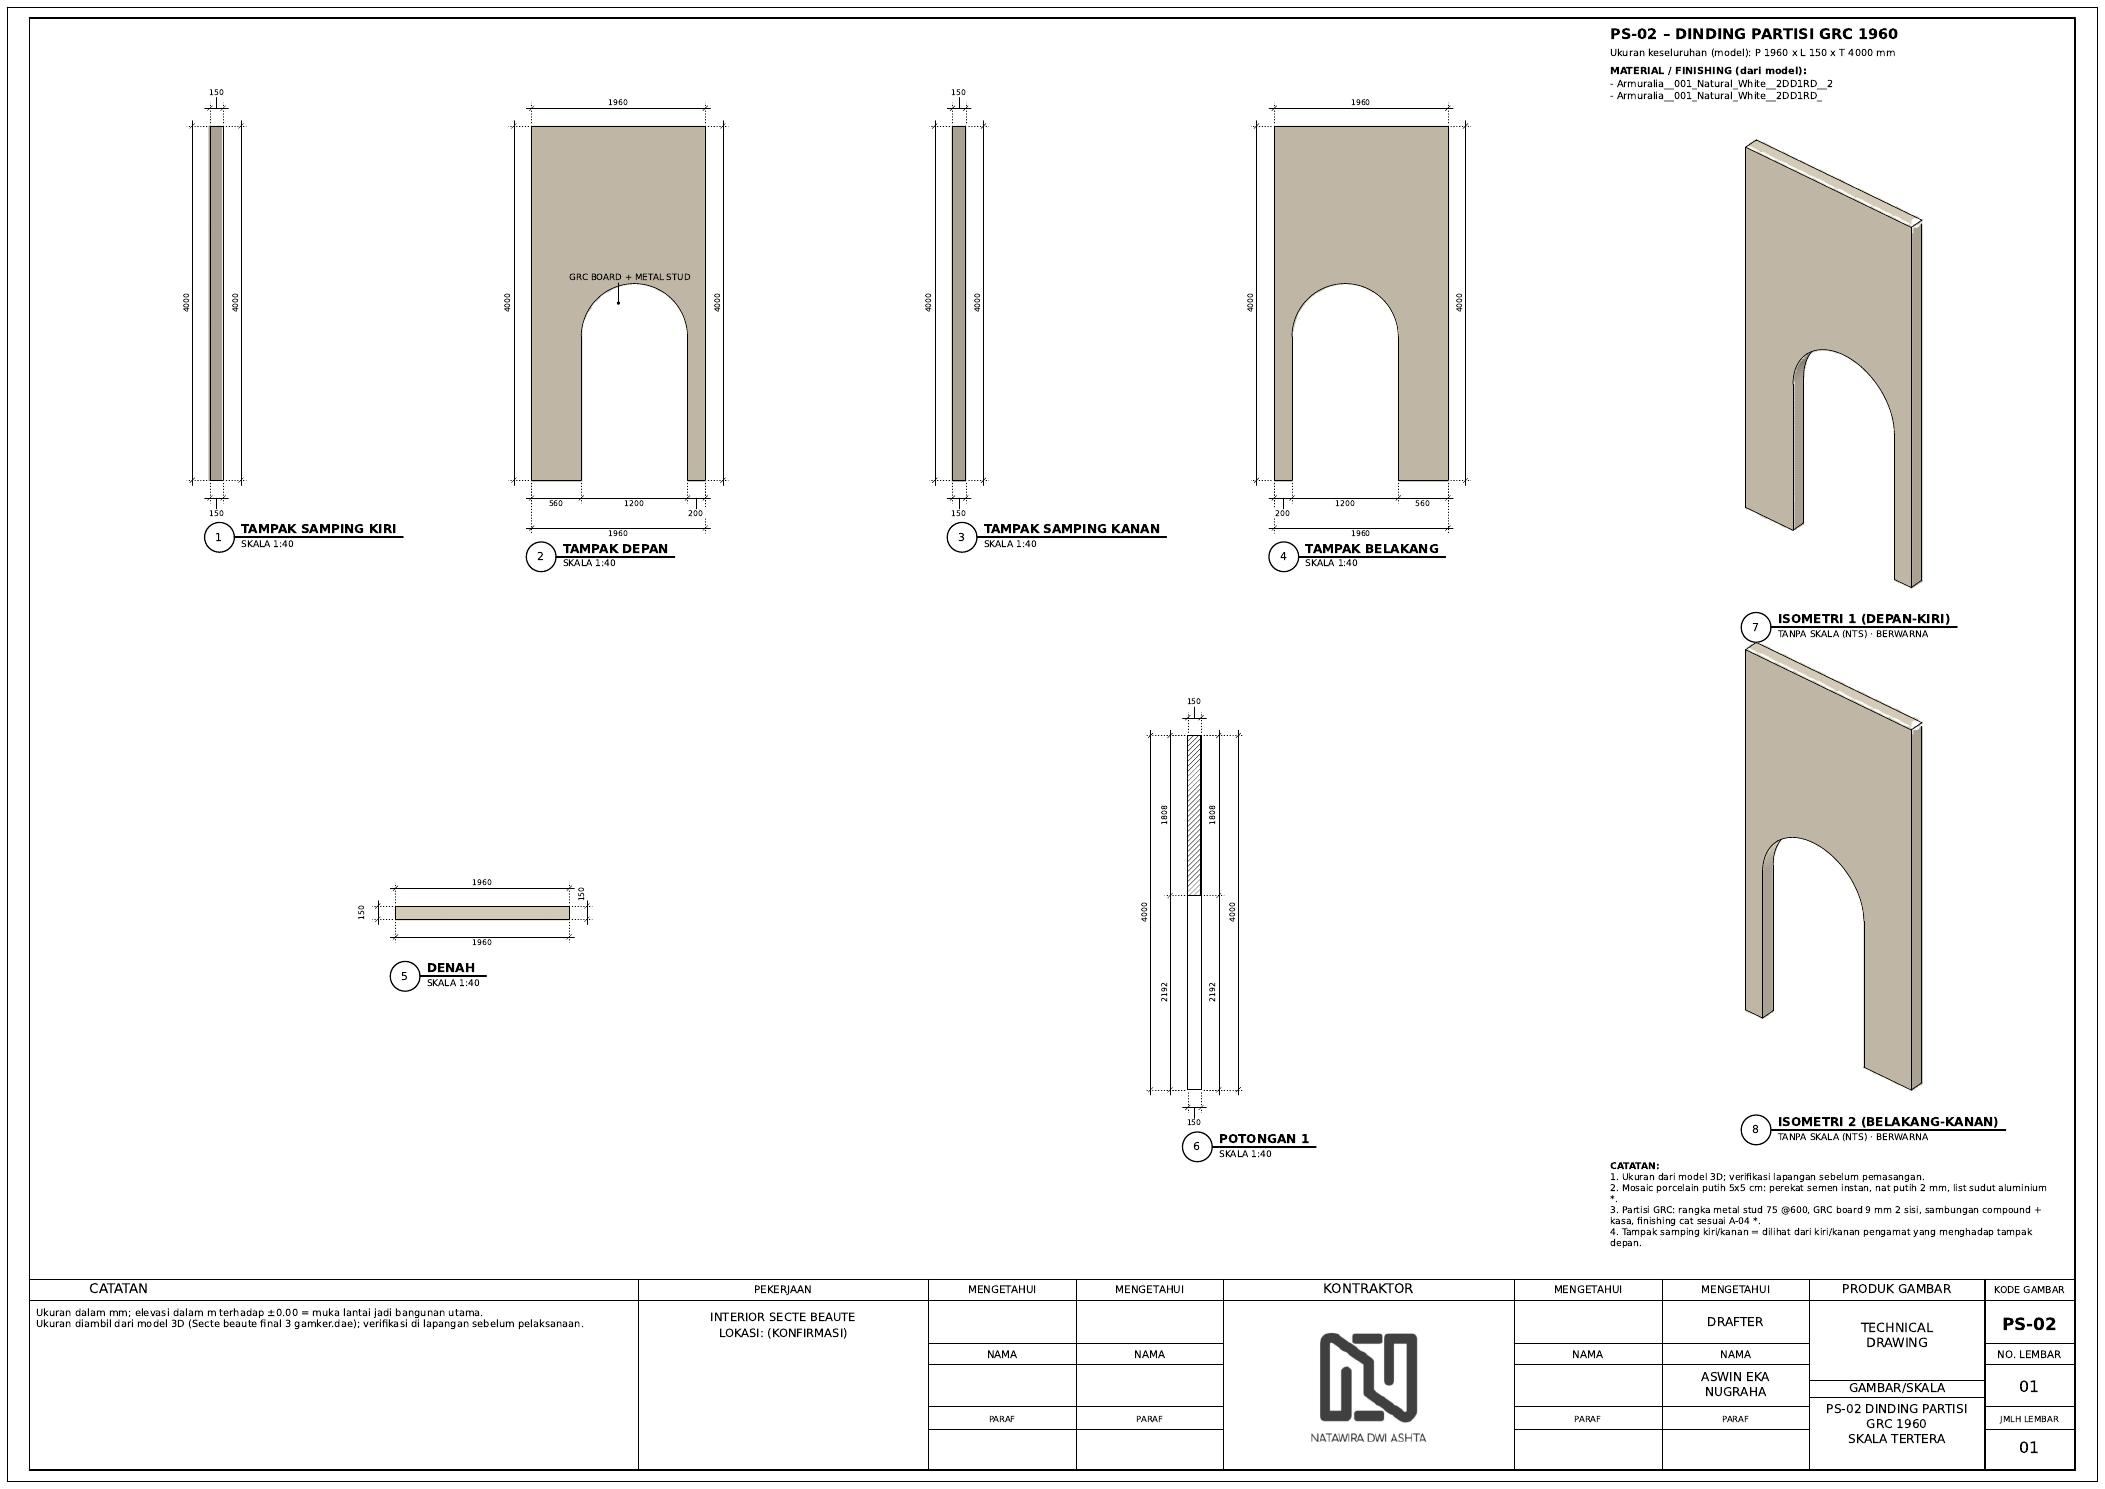 PS-02 – DINDING PARTISI GRC 1960
Ukuran keseluruhan (model): P 1960 x L 150 x T 4000 mm
MATERIAL / FINISHING (dari model):
- Armuralia__001_Natural_White__2DD1RD__2
- Armuralia__001_Natural_White__2DD1RD_
150
4000
4000
150
1 TAMPAK SAMPING KIRI
SKALA 1:40
1960
4000
GRC BOARD + METAL STUD
4000
560
1200
200
1960
2 TAMPAK DEPAN
SKALA 1:40
150
4000
4000
150
3 TAMPAK SAMPING KANAN
SKALA 1:40
1960
4000
4000
200
1200
560
1960
4 TAMPAK BELAKANG
SKALA 1:40
7 ISOMETRI 1 (DEPAN-KIRI)
TANPA SKALA (NTS) · BERWARNA
1960
150
150
1960
5 DENAH
SKALA 1:40
150
1808
1808
4000
4000
2192
2192
150
6 POTONGAN 1
SKALA 1:40
8 ISOMETRI 2 (BELAKANG-KANAN)
TANPA SKALA (NTS) · BERWARNA
CATATAN:
1. Ukuran dari model 3D; verifikasi lapangan sebelum pemasangan.
2. Mosaic porcelain putih 5x5 cm: perekat semen instan, nat putih 2 mm, list sudut aluminium
*.
3. Partisi GRC: rangka metal stud 75 @600, GRC board 9 mm 2 sisi, sambungan compound +
kasa, finishing cat sesuai A-04 *.
4. Tampak samping kiri/kanan = dilihat dari kiri/kanan pengamat yang menghadap tampak
depan.
CATATAN
Ukuran dalam mm; elevasi dalam m terhadap ±0.00 = muka lantai jadi bangunan utama.
Ukuran diambil dari model 3D (Secte beaute final 3 gamker.dae); verifikasi di lapangan sebelum pelaksanaan.
PEKERJAAN
INTERIOR SECTE BEAUTE
LOKASI: (KONFIRMASI)
MENGETAHUI
NAMA
PARAF
MENGETAHUI
NAMA
PARAF
KONTRAKTOR
NATAWIRA DWI ASHTA
MENGETAHUI
NAMA
PARAF
MENGETAHUI
DRAFTER
NAMA
ASWIN EKA
NUGRAHA
PARAF
PRODUK GAMBAR
TECHNICAL
DRAWING
GAMBAR/SKALA
PS-02 DINDING PARTISI
GRC 1960
SKALA TERTERA
KODE GAMBAR
PS-02
NO. LEMBAR
01
JMLH LEMBAR
01